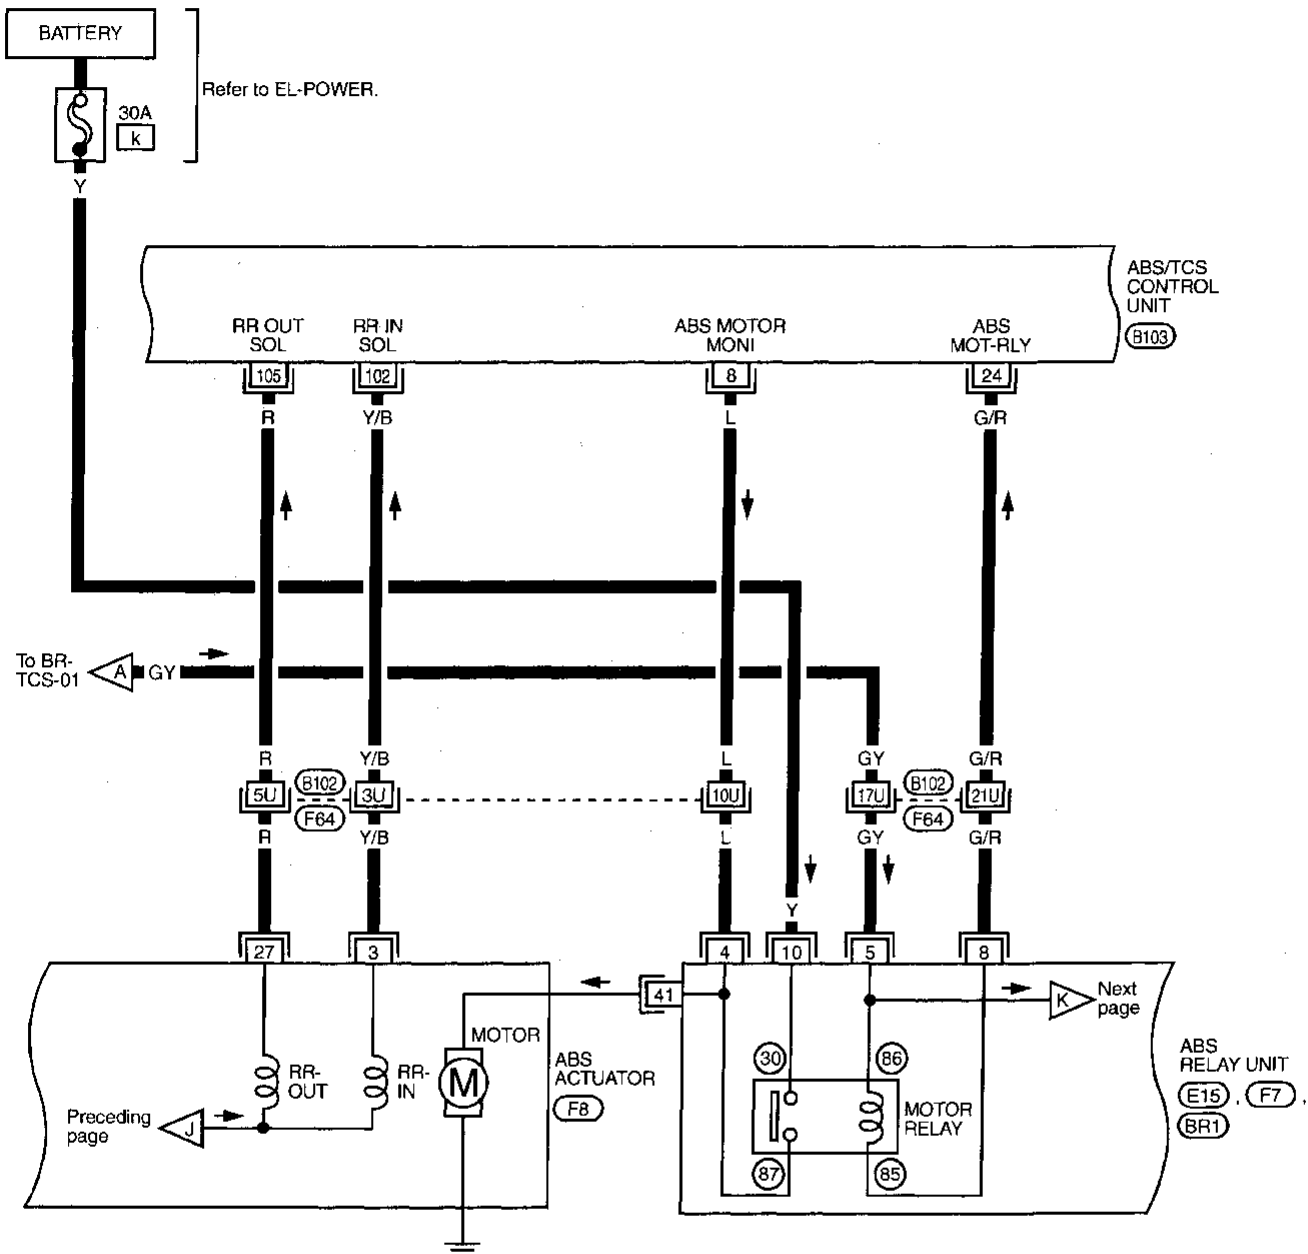 BATTERY
Refer to EL-POWER.
30A
k
Y
ABS/TCS
CONTROL
UNIT
B103
RR OUT
SOL
RR IN
SOL
ABS MOTOR
MONI
ABS
MOT-RLY
105
102
8
24
R
Y/B
L
G/R
To BR-
TCS-01
A
GY
R
Y/B
L
GY
G/R
5U
B102
3U
10U
17U
B102
21U
F64
F64
R
Y/B
L
GY
G/R
Y
27
3
4
10
5
8
41
K
Next
page
MOTOR
M
ABS
ACTUATOR
F8
RR-
OUT
RR-
IN
Preceding
page
J
30
86
MOTOR
RELAY
87
85
ABS
RELAY UNIT
E15 , F7 ,
BR1